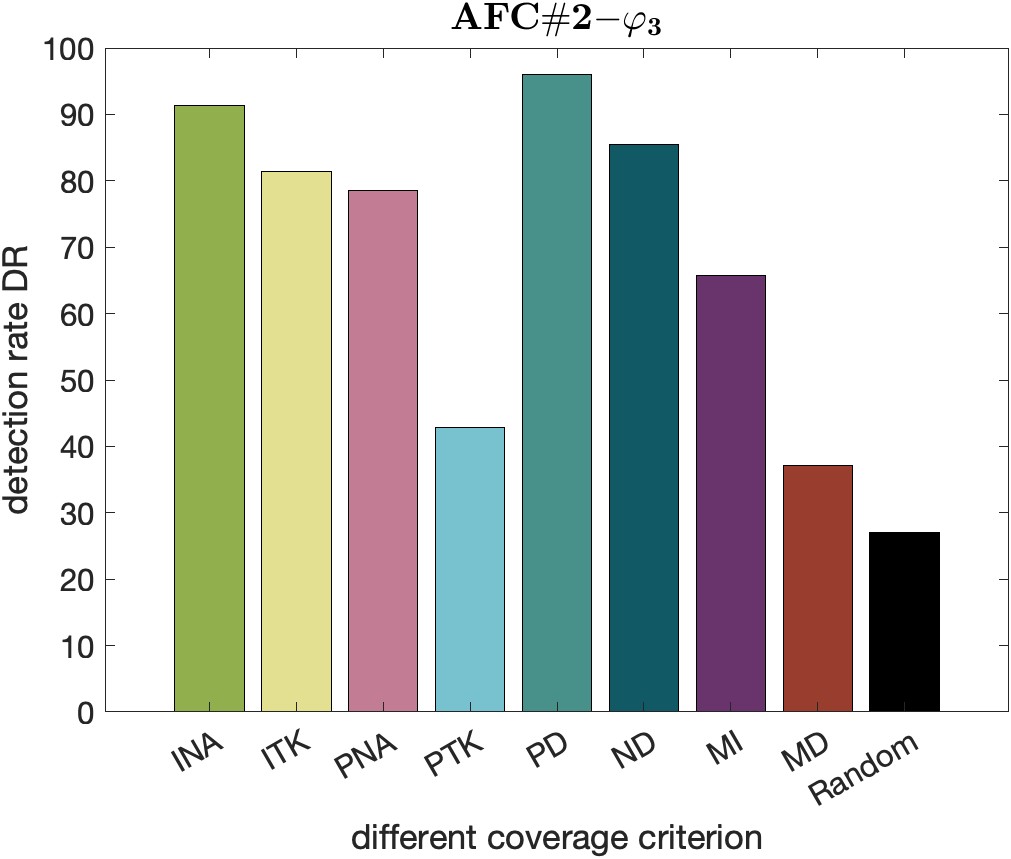 AFC#2−φ₃
detection rate DR
100
90
80
70
60
50
40
30
20
10
0
INA
ITK
PNA
PTK
PD
ND
MI
MD
Random
different coverage criterion